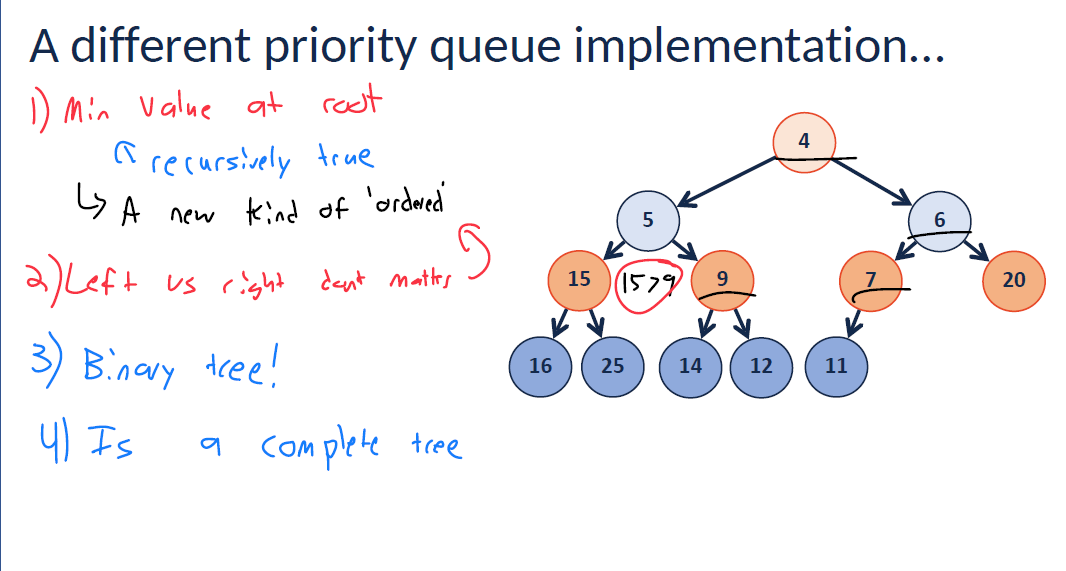 A different priority queue implementation...
1) Min value at root
recursively true
A new kind of 'ordered'
2) Left vs right dont matter
3) Binary tree!
4) Is a complete tree
4
5 6
15 15>9 9 7 20
16 25 14 12 11